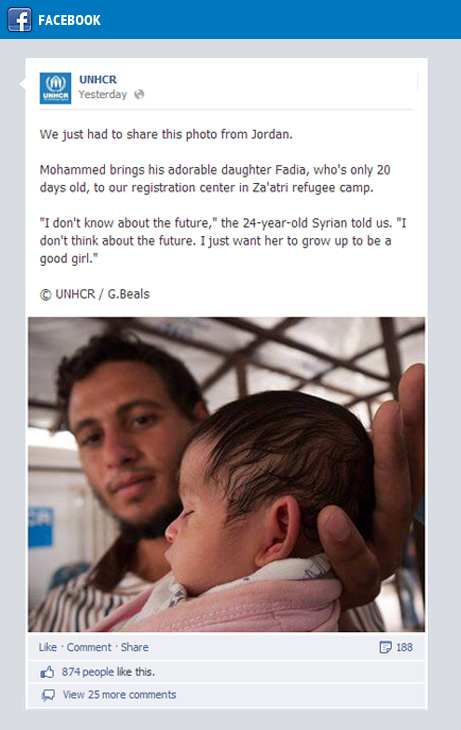 FACEBOOK
UNHCR
UNHCR
Yesterday
We just had to share this photo from Jordan.
Mohammed brings his adorable daughter Fadia, who's only 20
days old, to our registration center in Za'atri refugee camp.
"I don't know about the future," the 24-year-old Syrian told us. "I
don't think about the future. I just want her to grow up to be a
good girl."
© UNHCR / G.Beals
CR
Like · Comment · Share
188
874 people like this.
View 25 more comments